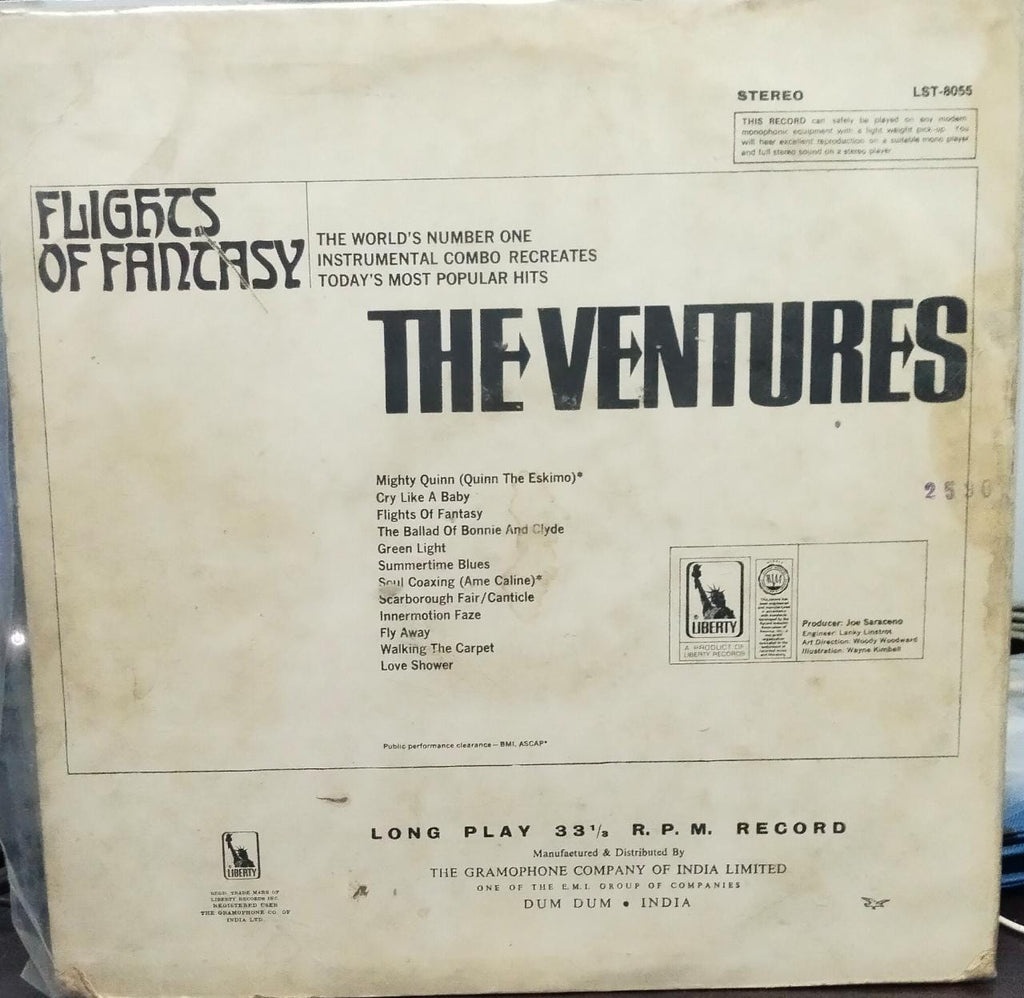 STEREO
LST-8055
THIS RECORD can safely be played on any modern
monophonic equipment with a light weight pick-up. You
will hear excellent reproduction on a suitable mono player
and full stereo sound on a stereo player.
FLIGHTS
OF FANTASY
THE WORLD'S NUMBER ONE
INSTRUMENTAL COMBO RECREATES
TODAY'S MOST POPULAR HITS
THE VENTURES
Mighty Quinn (Quinn The Eskimo)*
Cry Like A Baby
Flights Of Fantasy
The Ballad Of Bonnie And Clyde
Green Light
Summertime Blues
Soul Coaxing (Ame Caline)*
Scarborough Fair/Canticle
Innermotion Faze
Fly Away
Walking The Carpet
Love Shower
LIBERTY
A PRODUCT OF
LIBERTY RECORDS
RIAA
Producer: Joe Saraceno
Engineer: Lanky Linstrot
Art Direction: Woody Woodward
Illustration: Wayne Kimbell
Public performance clearance — BMI, ASCAP*
LONG PLAY 33 1/3 R. P. M. RECORD
Manufactured & Distributed By
THE GRAMOPHONE COMPANY OF INDIA LIMITED
ONE OF THE E.M.I. GROUP OF COMPANIES
DUM DUM • INDIA
LIBERTY
REGD. TRADE MARK OF
LIBERTY RECORDS INC.
REGISTERED USER
THE GRAMOPHONE CO. OF
INDIA LTD.